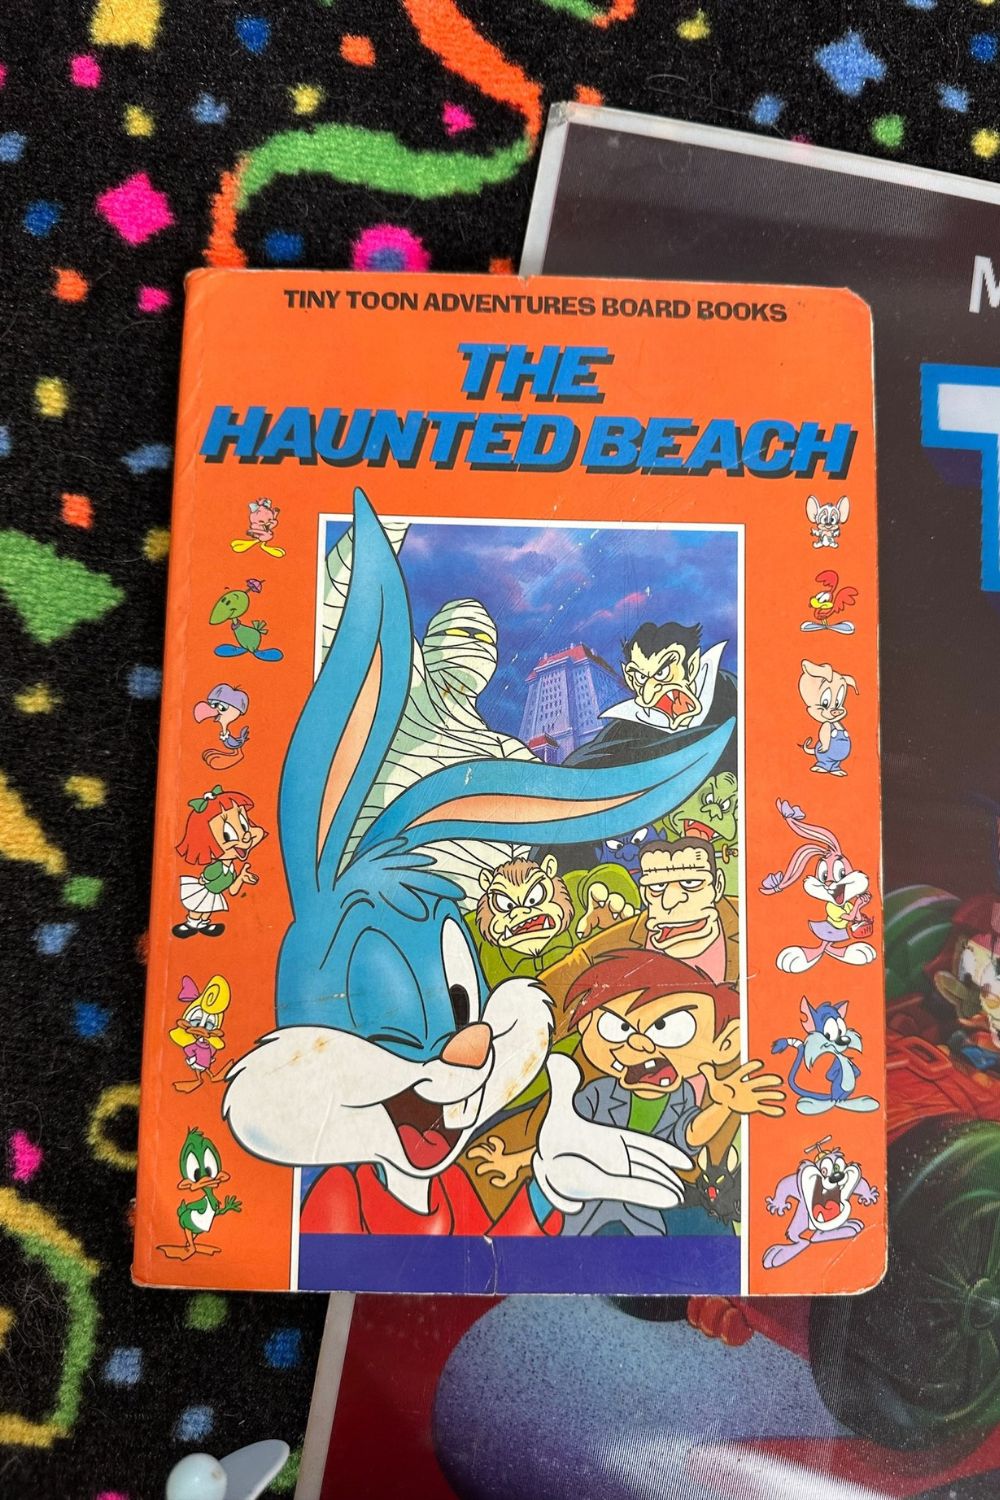 TINY TOON ADVENTURES BOARD BOOKS
THE
HAUNTED BEACH